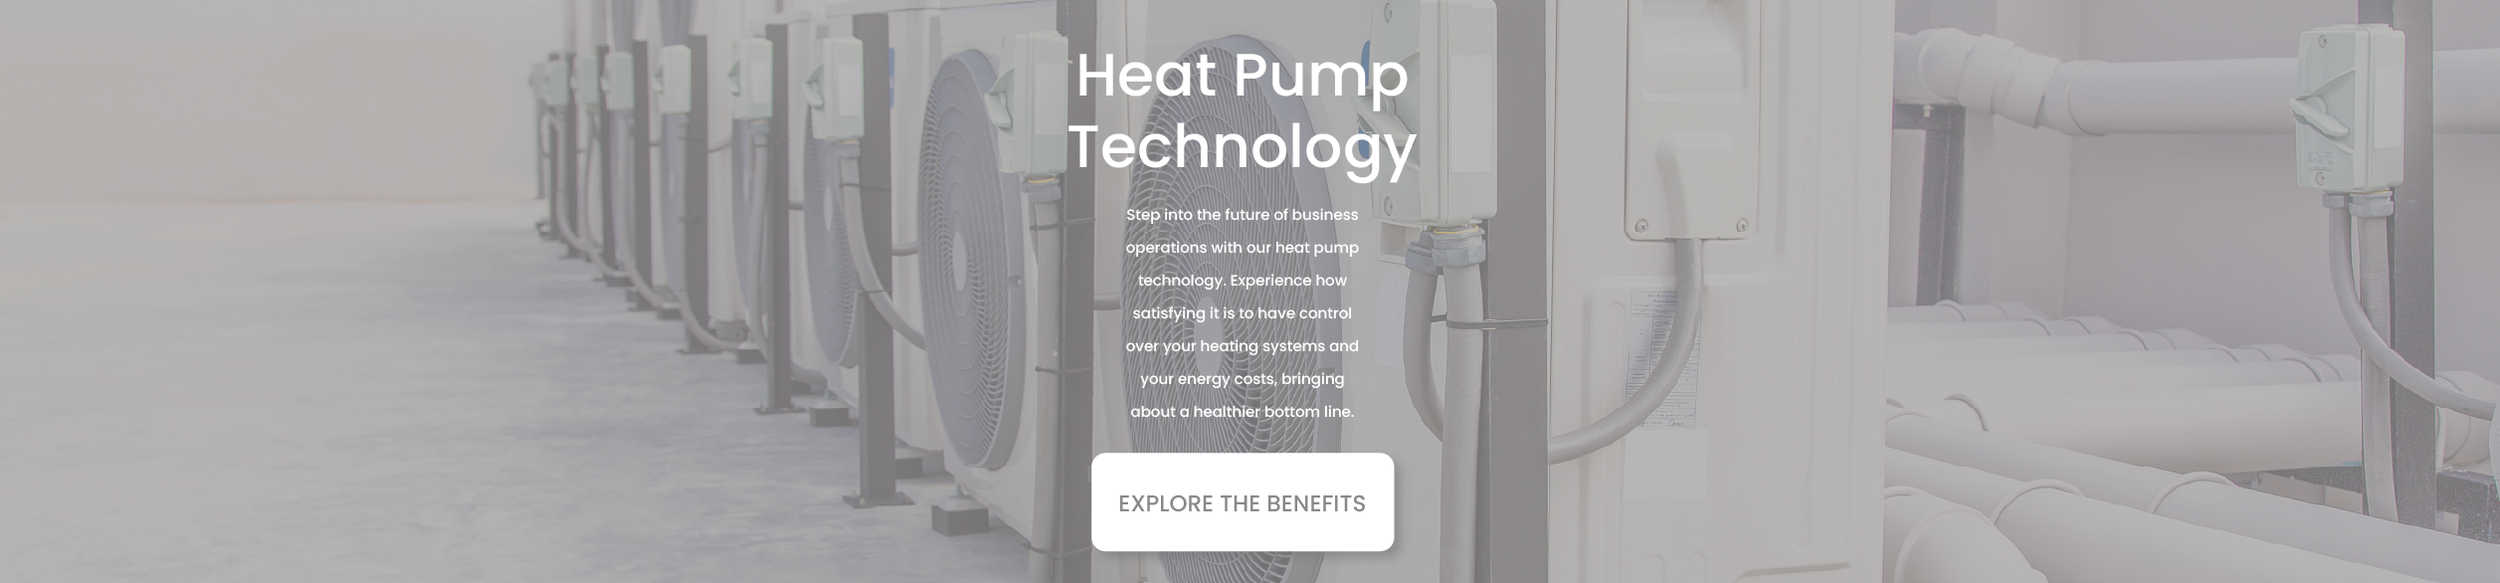 Heat Pump
Technology
Step into the future of business
operations with our heat pump
technology. Experience how
satisfying it is to have control
over your heating systems and
your energy costs, bringing
about a healthier bottom line.
EXPLORE THE BENEFITS